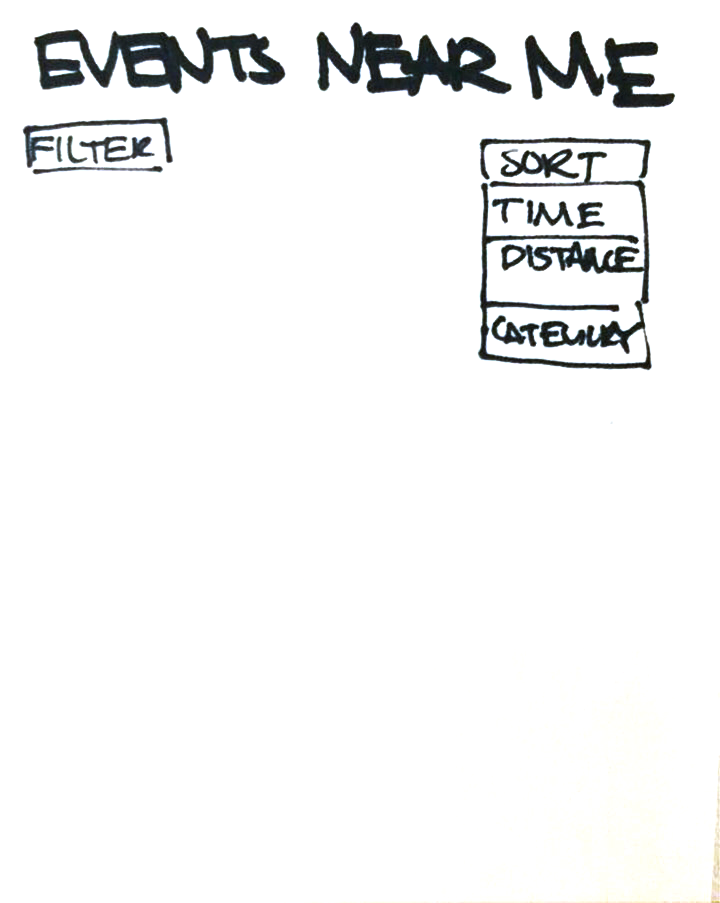 EVENTS NEAR ME
FILTER
SORT
TIME
DISTANCE
CATEGORY